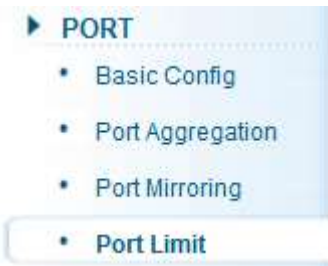 PORT
Basic Config
Port Aggregation
Port Mirroring
Port Limit